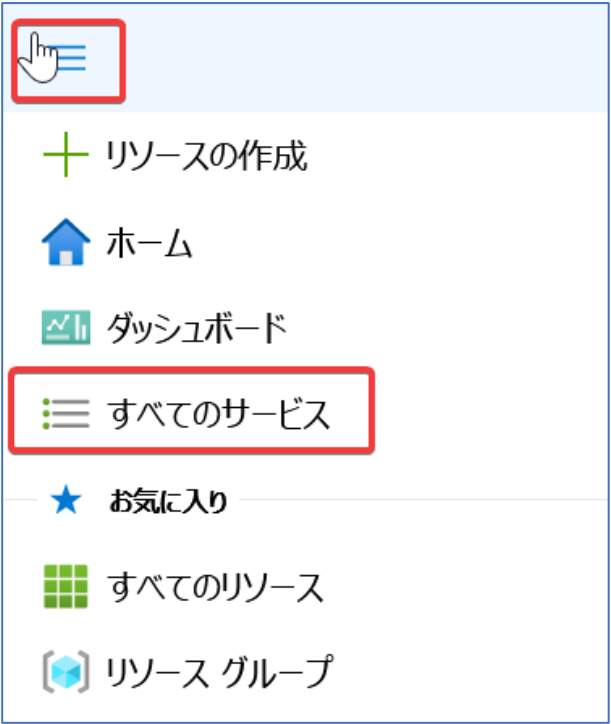 リソースの作成
ホーム
ダッシュボード
すべてのサービス
お気に入り
すべてのリソース
リソース グループ